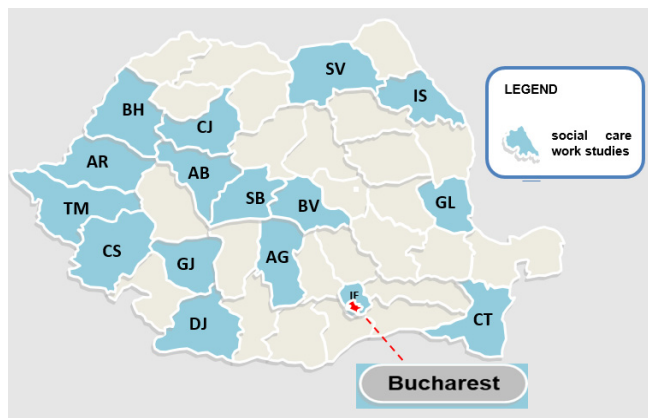 SV
LEGEND
BH
IS
CJ
social care
work studies
AR
AB
TM
SB
BV
GL
CS
GJ
AG
IF
DJ
CT
Bucharest